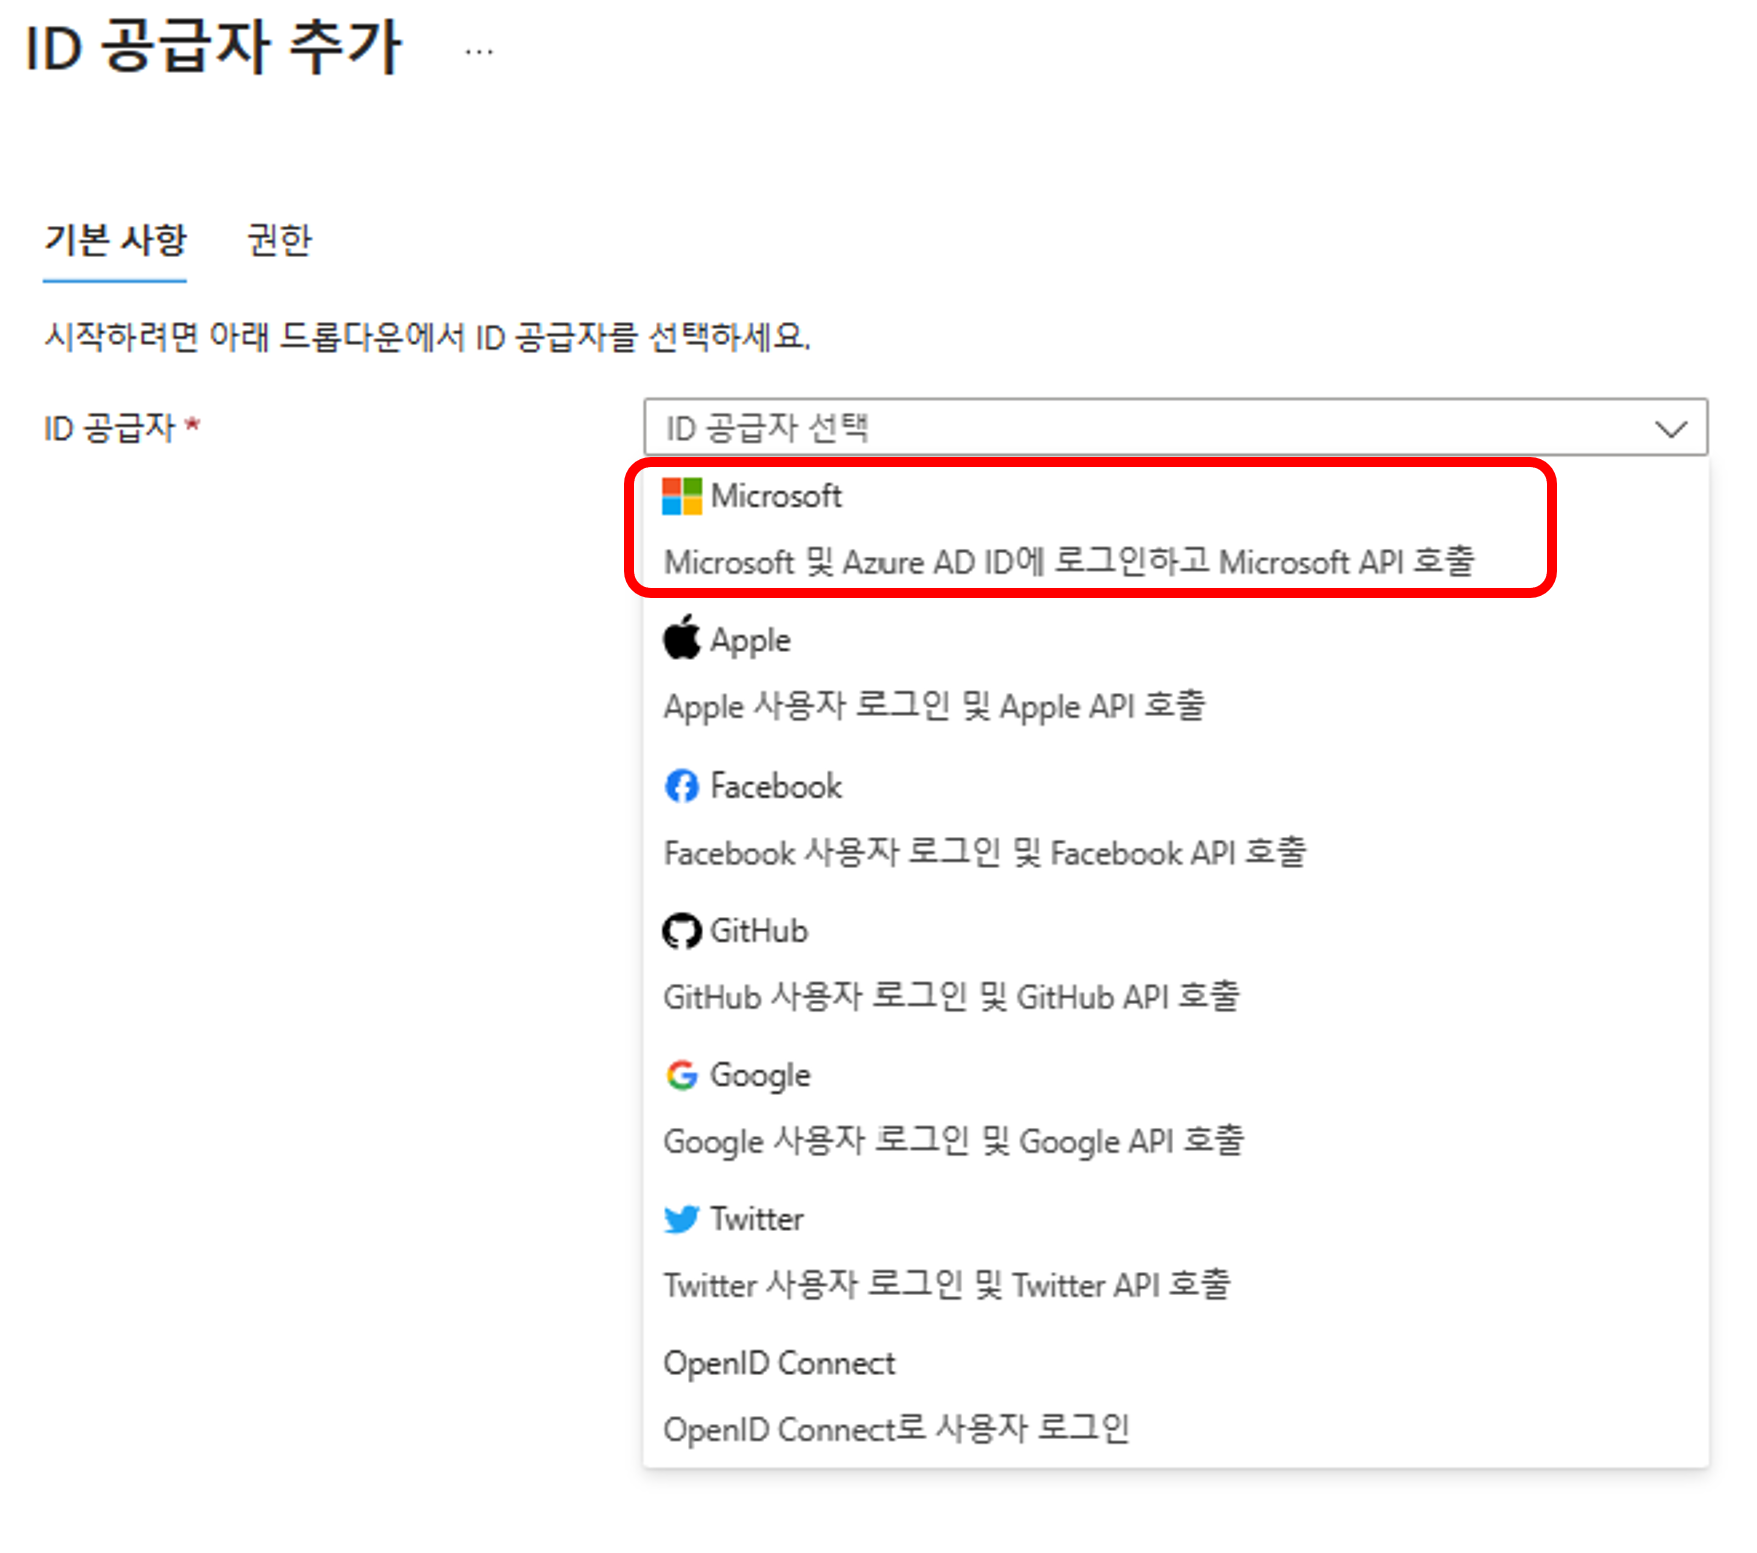 ID 공급자 추가 ...
기본 사항 권한
시작하려면 아래 드롭다운에서 ID 공급자를 선택하세요.
ID 공급자 * ID 공급자 선택
Microsoft
Microsoft 및 Azure AD ID에 로그인하고 Microsoft API 호출
Apple
Apple 사용자 로그인 및 Apple API 호출
Facebook
Facebook 사용자 로그인 및 Facebook API 호출
GitHub
GitHub 사용자 로그인 및 GitHub API 호출
Google
Google 사용자 로그인 및 Google API 호출
Twitter
Twitter 사용자 로그인 및 Twitter API 호출
OpenID Connect
OpenID Connect로 사용자 로그인